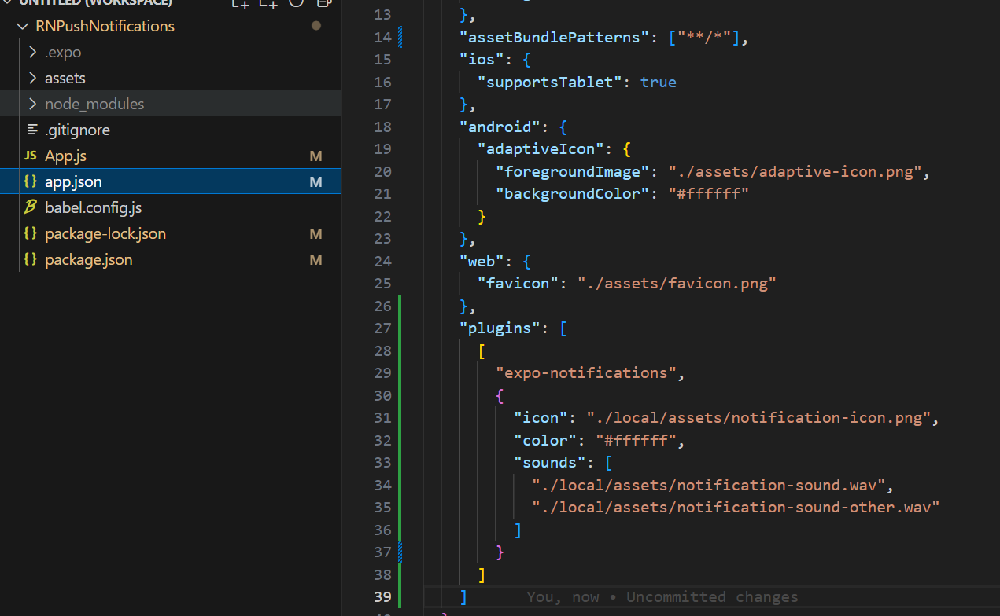 UNTITLED (WORKSPACE)
RNPushNotifications
.expo
assets
node_modules
.gitignore
JS App.js M
{} app.json M
babel.config.js
{} package-lock.json M
{} package.json M
13 },
14 "assetBundlePatterns": ["**/*"],
15 "ios": {
16 "supportsTablet": true
17 },
18 "android": {
19 "adaptiveIcon": {
20 "foregroundImage": "./assets/adaptive-icon.png",
21 "backgroundColor": "#ffffff"
22 }
23 },
24 "web": {
25 "favicon": "./assets/favicon.png"
26 },
27 "plugins": [
28 [
29 "expo-notifications",
30 {
31 "icon": "./local/assets/notification-icon.png",
32 "color": "#ffffff",
33 "sounds": [
34 "./local/assets/notification-sound.wav",
35 "./local/assets/notification-sound-other.wav"
36 ]
37 }
38 ]
39 ] You, now • Uncommitted changes